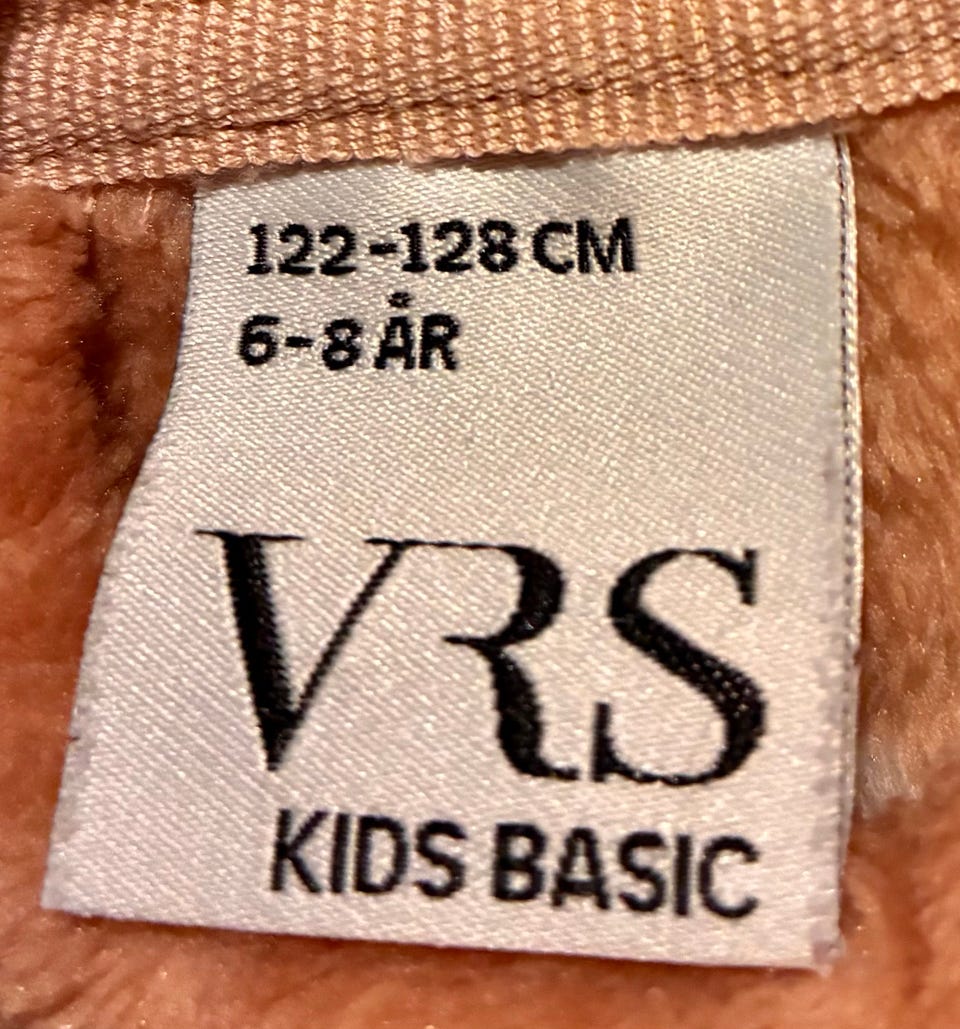 122-128 CM
6-8 ÅR
VRS
KIDS BASIC